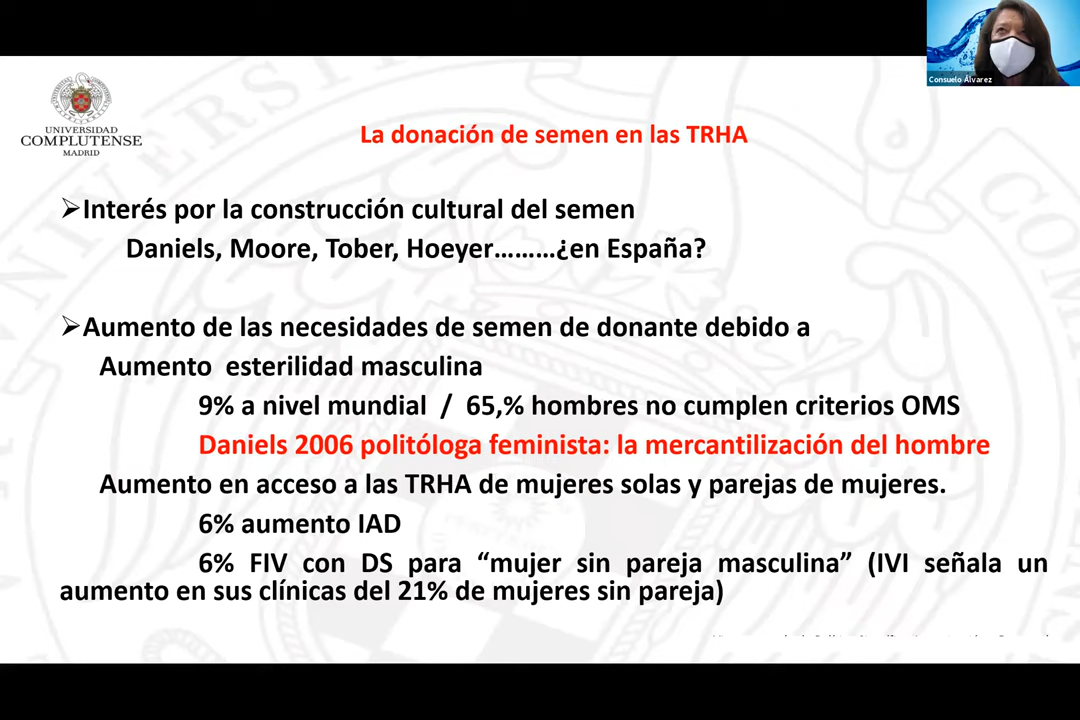 Consuelo Álvarez
UNIVERSIDAD
COMPLUTENSE
MADRID
La donación de semen en las TRHA
➢Interés por la construcción cultural del semen
Daniels, Moore, Tober, Hoeyer………¿en España?
➢Aumento de las necesidades de semen de donante debido a
Aumento esterilidad masculina
9% a nivel mundial / 65,% hombres no cumplen criterios OMS
Daniels 2006 politóloga feminista: la mercantilización del hombre
Aumento en acceso a las TRHA de mujeres solas y parejas de mujeres.
6% aumento IAD
6% FIV con DS para “mujer sin pareja masculina” (IVI señala un
aumento en sus clínicas del 21% de mujeres sin pareja)